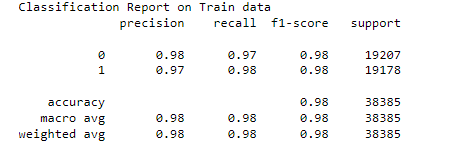 Classification Report on Train data
precision recall f1-score support
0 0.98 0.97 0.98 19207
1 0.97 0.98 0.98 19178
accuracy 0.98 38385
macro avg 0.98 0.98 0.98 38385
weighted avg 0.98 0.98 0.98 38385